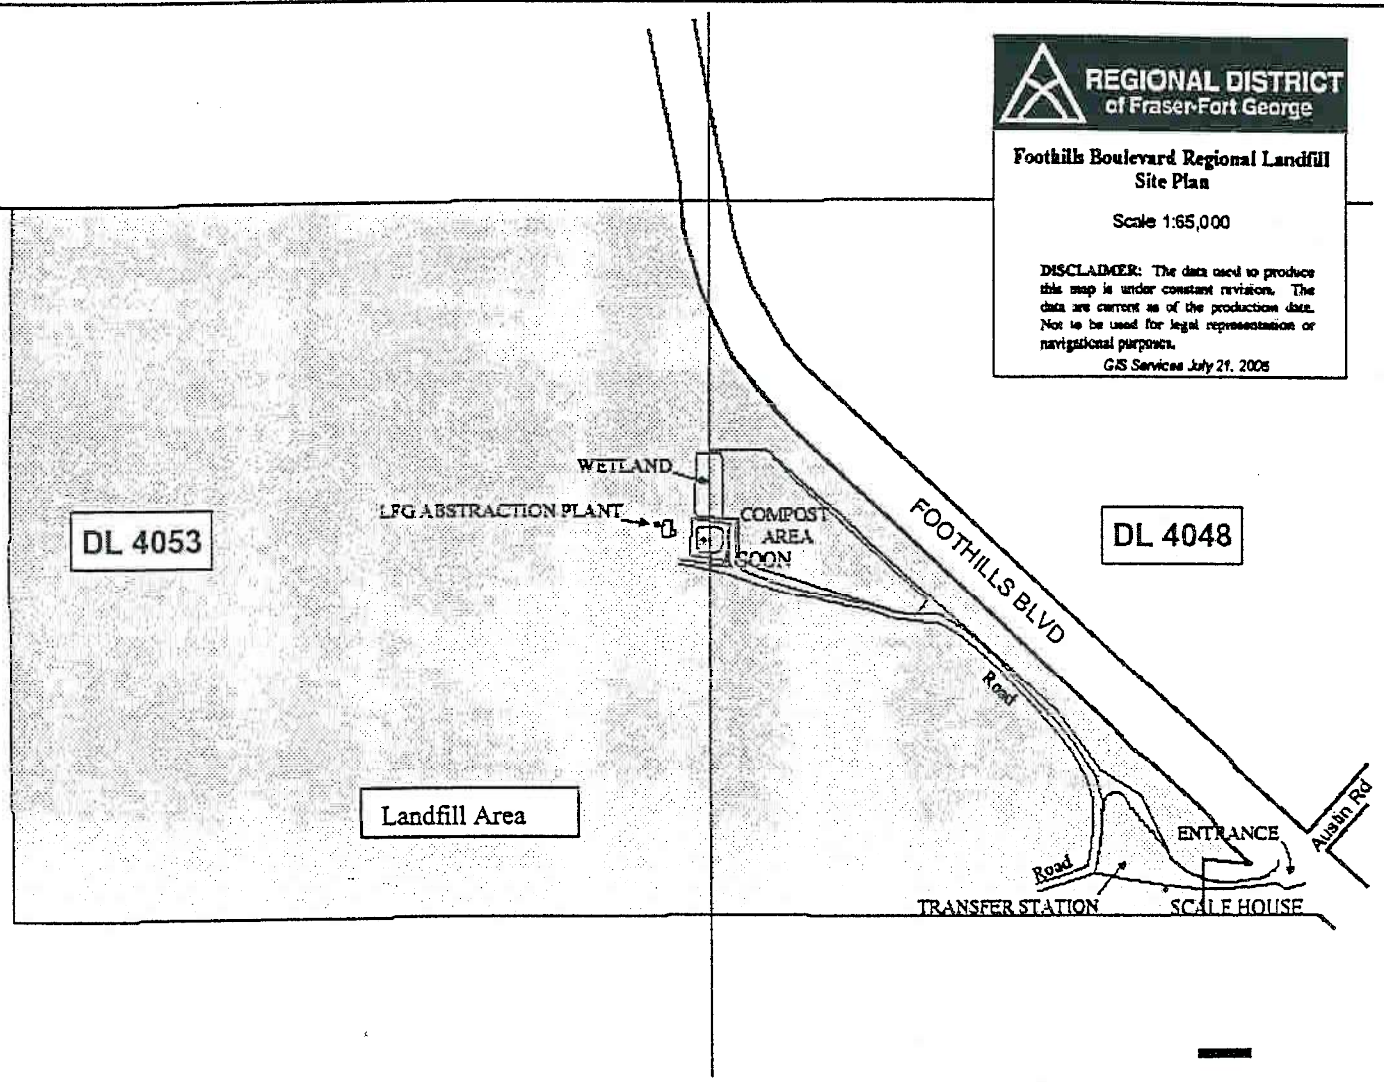 REGIONAL DISTRICT
of Fraser-Fort George
Foothills Boulevard Regional Landfill
Site Plan
Scale 1:65,000
DISCLAIMER: The data used to produce
this map is under constant revision. The
data are current as of the production date.
Not to be used for legal representation or
navigational purposes.
GIS Services July 21, 2005
WETLAND
LFG ABSTRACTION PLANT
COMPOST
AREA
LAGOON
DL 4053
DL 4048
FOOTHILLS BLVD
Road
Landfill Area
Austin Rd
ENTRANCE
Road
TRANSFER STATION
SCALE HOUSE